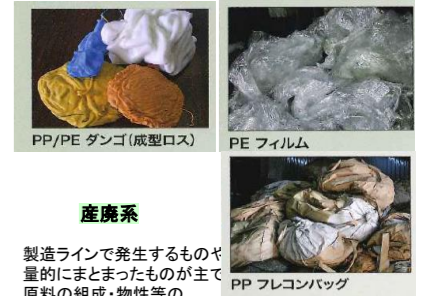 PP/PE ダンゴ(成型ロス)
PE フィルム
産廃系
製造ラインで発生するものや
量的にまとまったものが主で
原料の組成・物性等の
PP フレコンバッグ